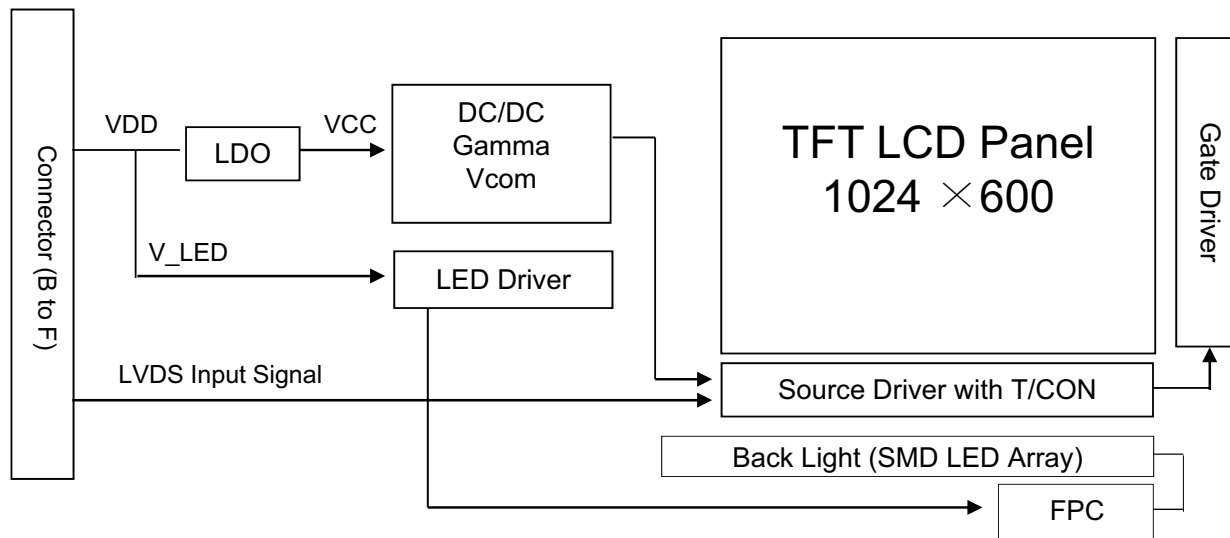 Connector (B to F)
VDD
LDO
VCC
DC/DC
Gamma
Vcom
V_LED
LED Driver
LVDS Input Signal
TFT LCD Panel
1024 ×600
Gate Driver
Source Driver with T/CON
Back Light (SMD LED Array)
FPC